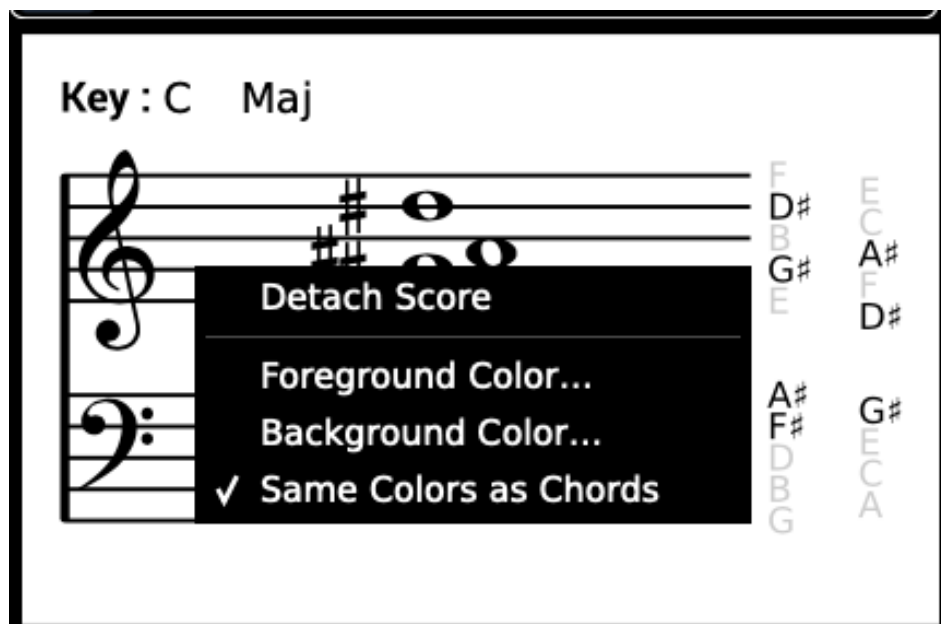 Key : C Maj
F
E
D♯
C
B
A♯
G♯
F
E
D♯
Detach Score
Foreground Color...
Background Color...
✓ Same Colors as Chords
A♯
G♯
F♯
E
D
C
B
A
G